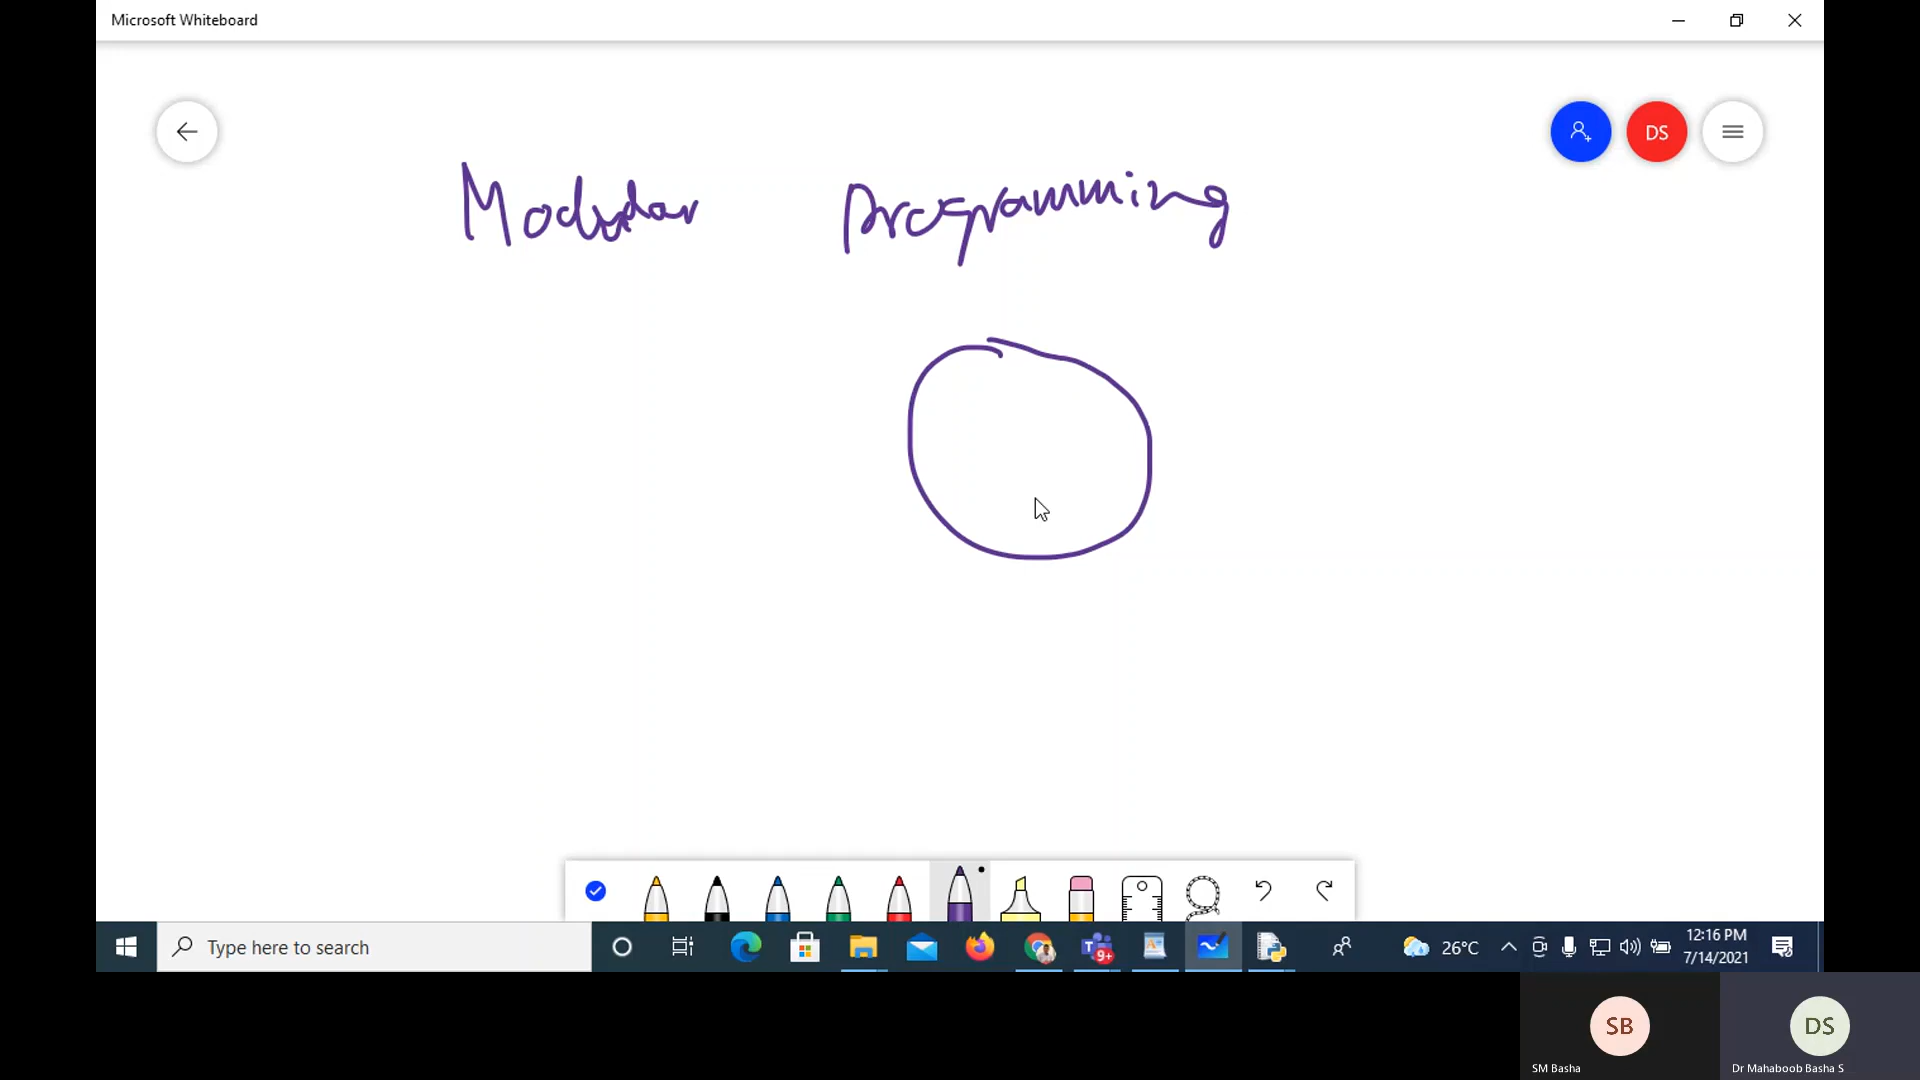 Microsoft Whiteboard
DS
Modular Programming
Type here to search
9+
26°C
12:16 PM
7/14/2021
SB
DS
SM Basha
Dr Mahaboob Basha S